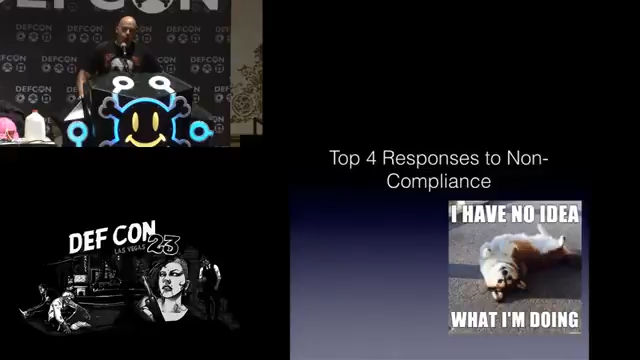 DEFCON
DEFCON
DEFCON
DEFCON
DEFCON
Top 4 Responses to Non-
Compliance
I HAVE NO IDEA
WHAT I'M DOING
DEF CON
LAS VEGAS 23